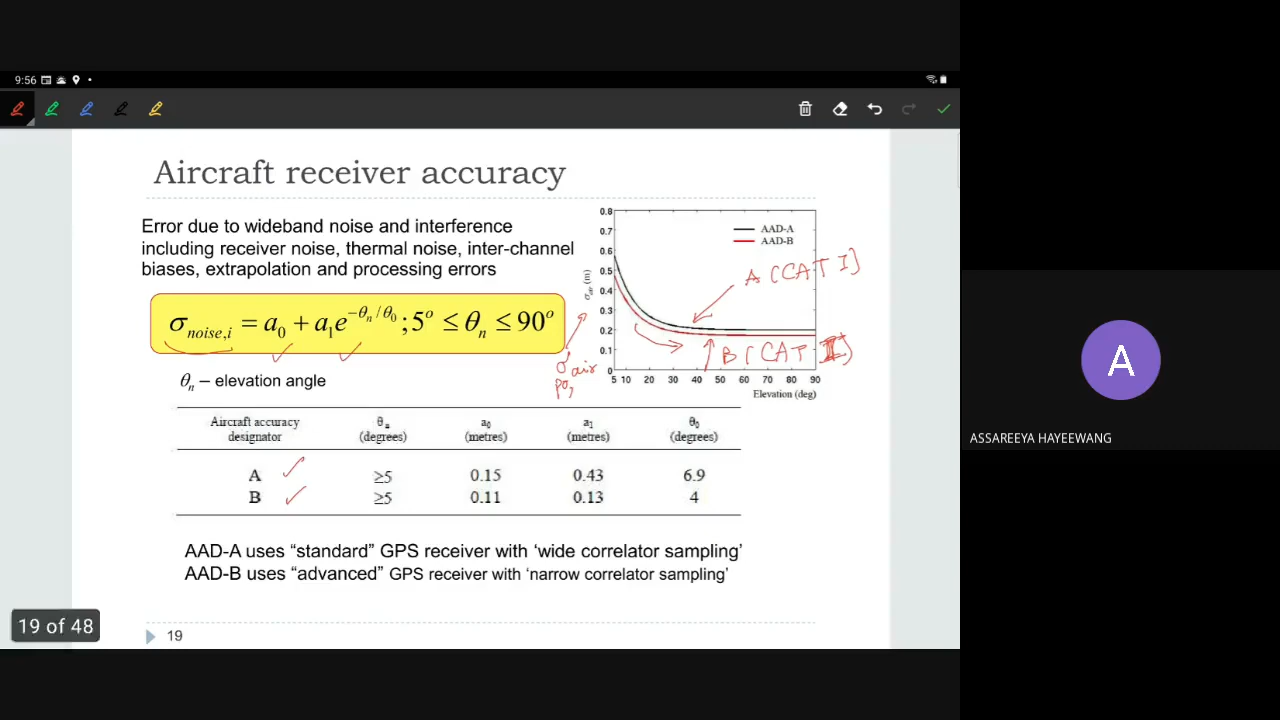 9:56
Aircraft receiver accuracy
Error due to wideband noise and interference
including receiver noise, thermal noise, inter-channel
biases, extrapolation and processing errors
σnoise,i = a0 + a1e^−θn/θ0 ; 5° ≤ θn ≤ 90°
θn – elevation angle
0.8
0.7
0.6
0.5
0.4
0.3
0.2
0.1
0
σair (m)
AAD-A
AAD-B
A (CAT I)
B (CAT II)
σair
5 10 20 30 40 50 60 70 80 90
Elevation (deg)
Aircraft accuracy designator θn (degrees) a0 (metres) a1 (metres) θ0 (degrees)
A ≥5 0.15 0.43 6.9
B ≥5 0.11 0.13 4
AAD-A uses “standard” GPS receiver with ‘wide correlator sampling’
AAD-B uses “advanced” GPS receiver with ‘narrow correlator sampling’
19 of 48
19
A
ASSAREEYA HAYEEWANG